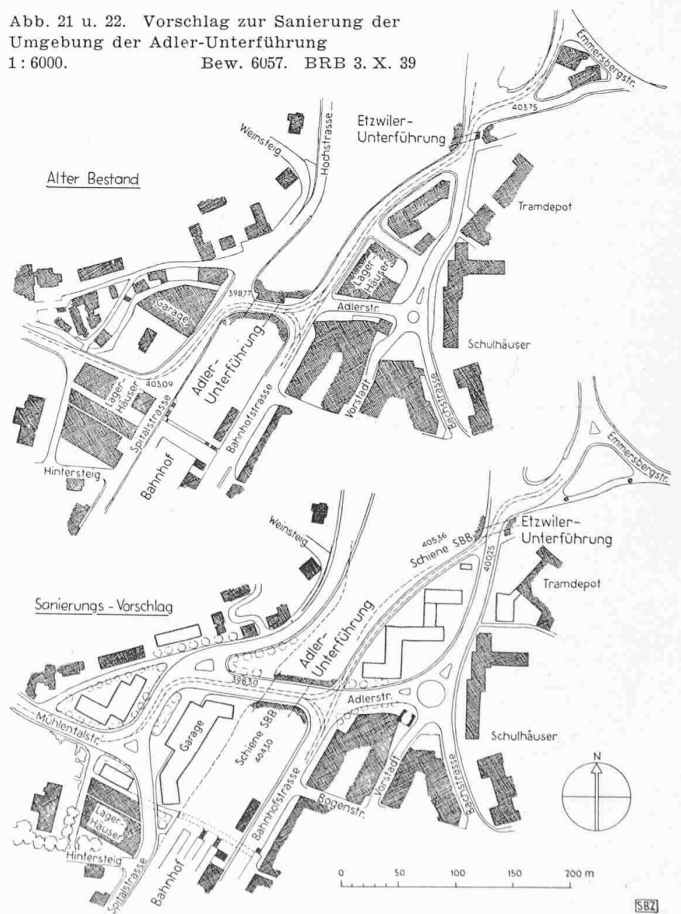 Abb. 21 u. 22. Vorschlag zur Sanierung der
Umgebung der Adler-Unterführung
1 : 6000. Bew. 6057. BRB 3. X. 39
Emmersbergstr.
403,75
Etzwiler-
Unterführung
Weinsteig
Hochstrasse
Alter Bestand
Tramdepot
Lager-
Häuser
398,77
Garage
Adlerstr.
Adler-Unterführung
Schulhäuser
403,09
Lager-
Häuser
Spitalstrasse
Bahnhofstrasse
Vorstadt
Bachstrasse
Hintersteig
Bahnhof
Emmersbergstr.
Weinsteig
405,36
Schiene SBB
Etzwiler-
Unterführung
400,25
Tramdepot
Sanierungs - Vorschlag
Adler-
Unterführung
398,30
Adlerstr.
Mühlentalstr.
Garage
Schiene SBB
404,50
Schulhäuser
Vorstadt
Bachstrasse
Bahnhofstrasse
Bogenstr.
Lager-
Häuser
Hintersteig
Spitalstrasse
Bahnhof
N
0 50 100 150 200 m
SBZ